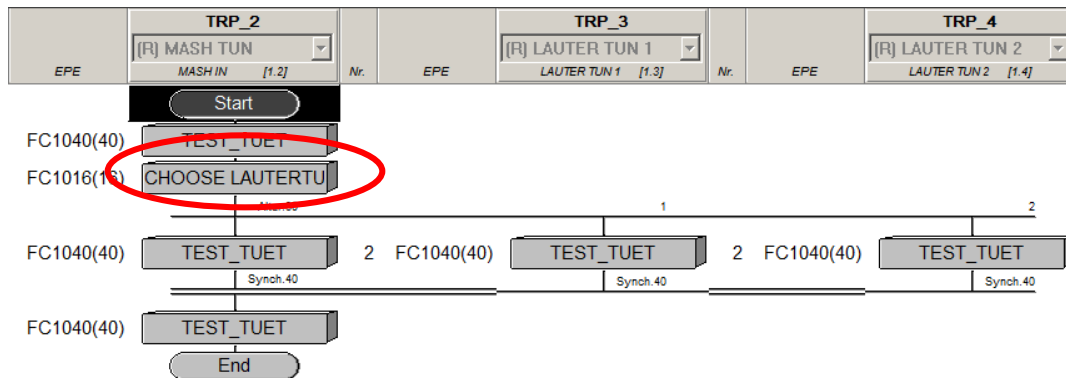 TRP_2 TRP_3 TRP_4
(R) MASH TUN (R) LAUTER TUN 1 (R) LAUTER TUN 2
EPE MASH IN [1.2] Nr. EPE LAUTER TUN 1 [1.3] Nr. EPE LAUTER TUN 2 [1.4]
Start
FC1040(40) TEST_TUET
FC1016(16) CHOOSE LAUTERTU
1 2
FC1040(40) TEST_TUET 2 FC1040(40) TEST_TUET 2 FC1040(40) TEST_TUET
Synch.40 Synch.40 Synch.40
FC1040(40) TEST_TUET
End